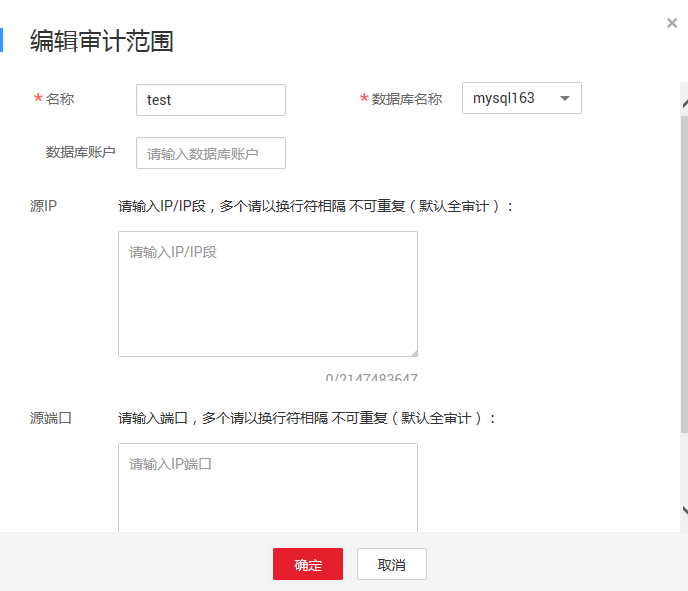 ×
编辑审计范围
* 名称 test * 数据库名称 mysql163
数据库账户 请输入数据库账户
源IP 请输入IP/IP段，多个请以换行符相隔 不可重复（默认全审计）：
请输入IP/IP段
0/2147483647
源端口 请输入端口，多个请以换行符相隔 不可重复（默认全审计）：
请输入IP端口
确定 取消